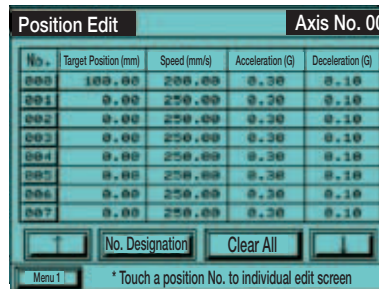 Position Edit Axis No. 00
No. Target Position (mm) Speed (mm/s) Acceleration (G) Deceleration (G)
000 100.00 200.00 0.30 0.10
001 0.00 250.00 0.30 0.10
002 0.00 250.00 0.30 0.10
003 0.00 250.00 0.30 0.10
004 0.00 250.00 0.30 0.10
005 0.00 250.00 0.30 0.10
006 0.00 250.00 0.30 0.10
007 0.00 250.00 0.30 0.10
↑ No. Designation Clear All ↓
Menu 1 * Touch a position No. to individual edit screen